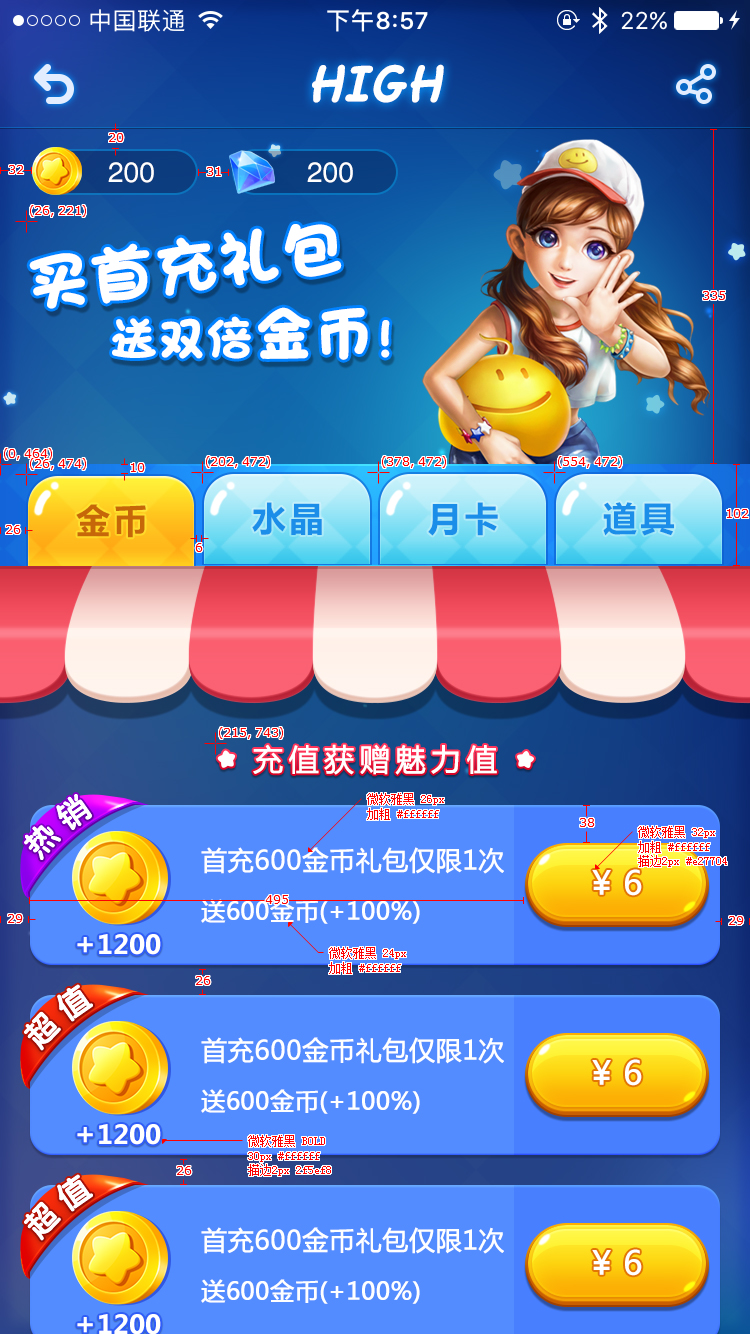 中国联通 下午8:57 22%
HIGH
20
32 200 31 200
(26, 221)
买首充礼包
335
送双倍金币!
(0, 464)
(26, 474) 10 (202, 472) (378, 472) (554, 472)
金币 水晶 月卡 道具
26 6 102
(215, 743)
充值获赠魅力值
微软雅黑 26px
加粗 #ffffff
热销
38
微软雅黑 32px
加粗 #ffffff
描边2px #e27704
首充600金币礼包仅限1次
¥ 6
495
送600金币(+100%)
29 29
+1200
微软雅黑 24px
加粗 #ffffff
26
超值
首充600金币礼包仅限1次
¥ 6
送600金币(+100%)
+1200
微软雅黑 BOLD
30px #ffffff
描边2px 2f5ef8
26
超值
首充600金币礼包仅限1次
¥ 6
送600金币(+100%)
+1200